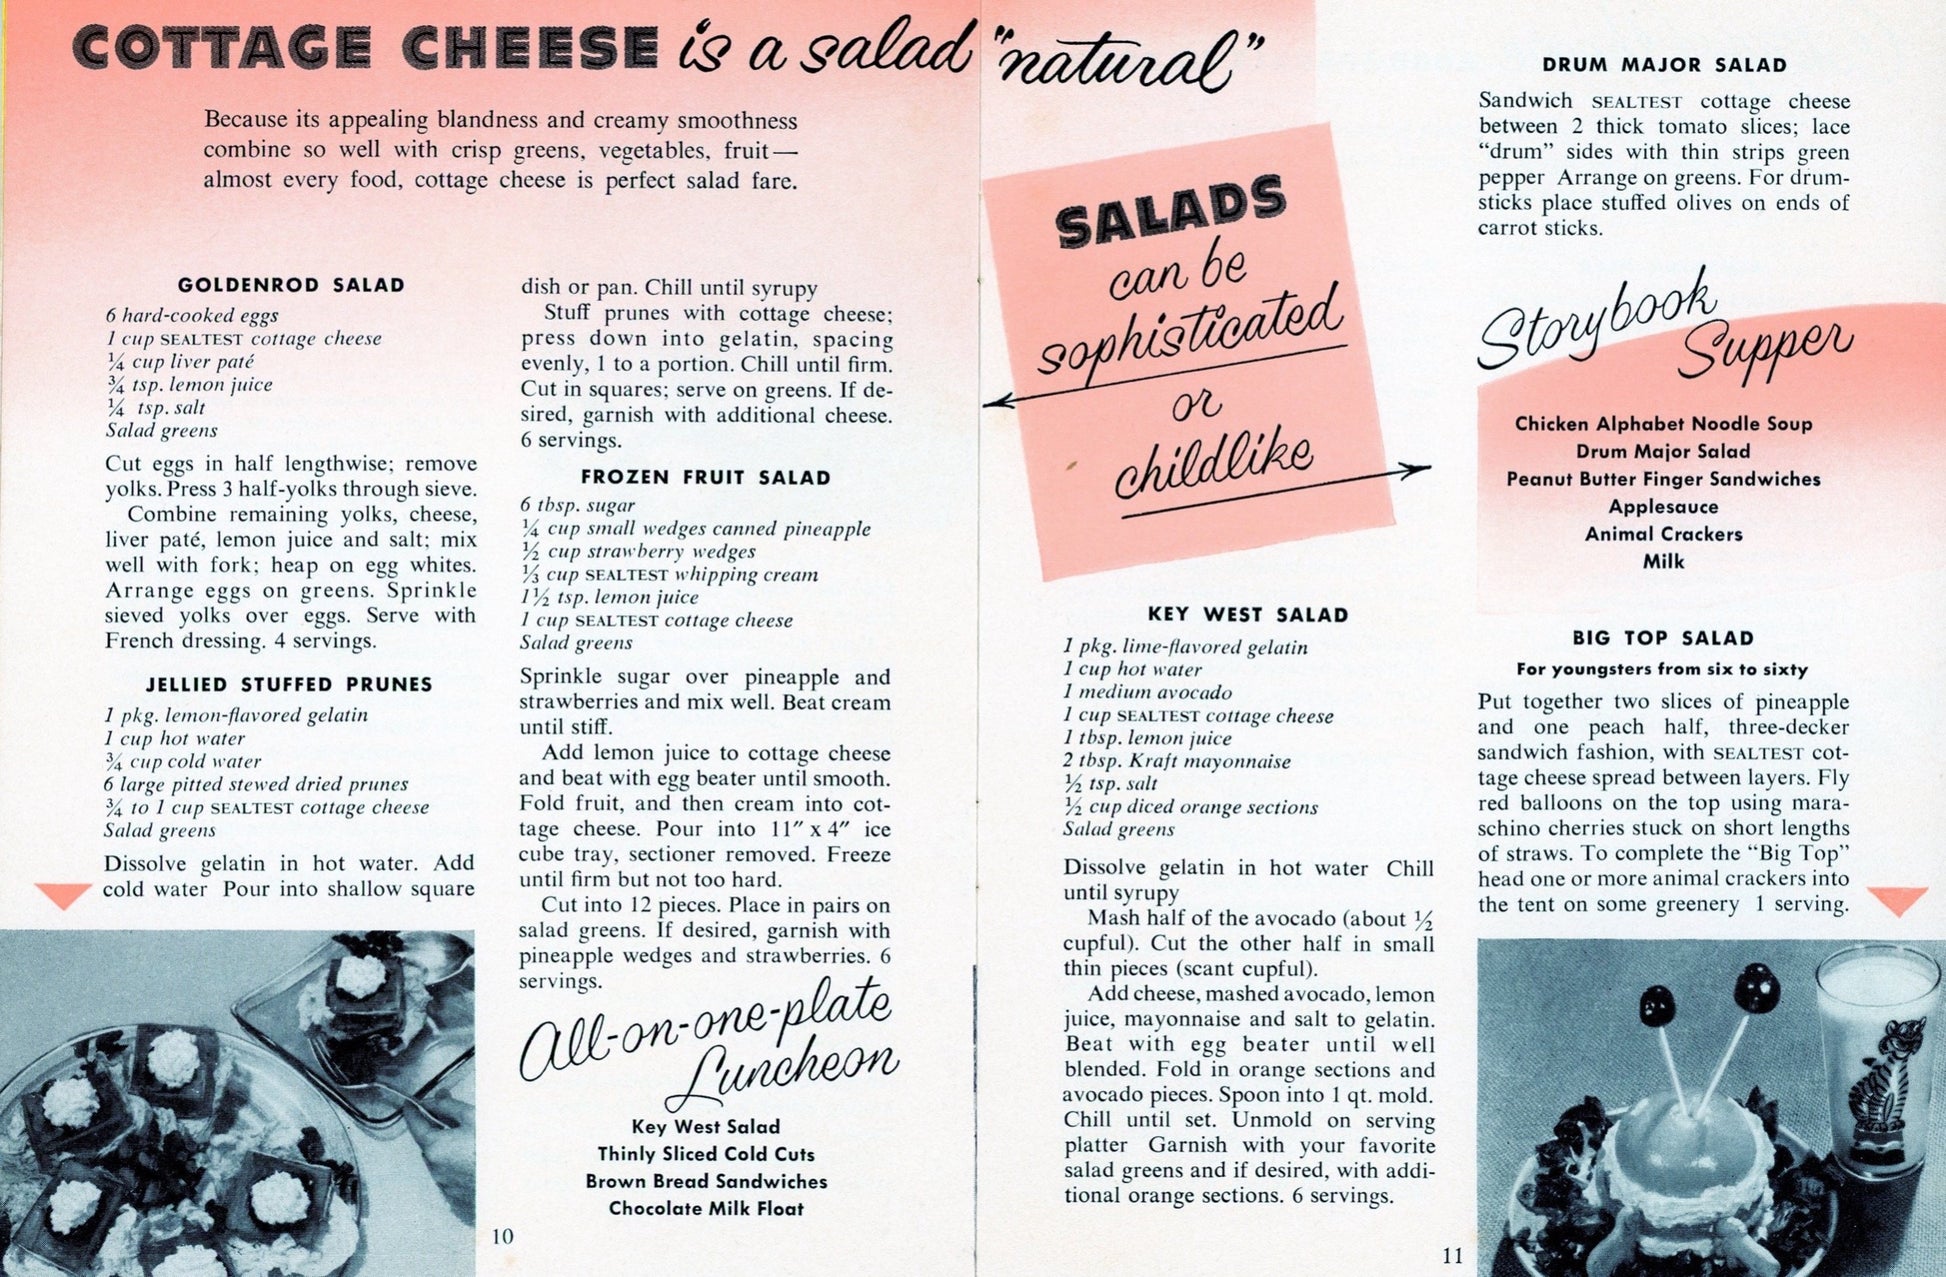 COTTAGE CHEESE is a salad "natural"
Because its appealing blandness and creamy smoothness
combine so well with crisp greens, vegetables, fruit—
almost every food, cottage cheese is perfect salad fare.
GOLDENROD SALAD
6 hard-cooked eggs
1 cup SEALTEST cottage cheese
¼ cup liver paté
¾ tsp. lemon juice
¼ tsp. salt
Salad greens
Cut eggs in half lengthwise; remove
yolks. Press 3 half-yolks through sieve.
Combine remaining yolks, cheese,
liver paté, lemon juice and salt; mix
well with fork; heap on egg whites.
Arrange eggs on greens. Sprinkle
sieved yolks over eggs. Serve with
French dressing. 4 servings.
JELLIED STUFFED PRUNES
1 pkg. lemon-flavored gelatin
1 cup hot water
¾ cup cold water
6 large pitted stewed dried prunes
¾ to 1 cup SEALTEST cottage cheese
Salad greens
Dissolve gelatin in hot water. Add
cold water Pour into shallow square
dish or pan. Chill until syrupy
Stuff prunes with cottage cheese;
press down into gelatin, spacing
evenly, 1 to a portion. Chill until firm.
Cut in squares; serve on greens. If de-
sired, garnish with additional cheese.
6 servings.
FROZEN FRUIT SALAD
6 tbsp. sugar
¼ cup small wedges canned pineapple
½ cup strawberry wedges
⅓ cup SEALTEST whipping cream
1½ tsp. lemon juice
1 cup SEALTEST cottage cheese
Salad greens
Sprinkle sugar over pineapple and
strawberries and mix well. Beat cream
until stiff.
Add lemon juice to cottage cheese
and beat with egg beater until smooth.
Fold fruit, and then cream into cot-
tage cheese. Pour into 11" x 4" ice
cube tray, sectioner removed. Freeze
until firm but not too hard.
Cut into 12 pieces. Place in pairs on
salad greens. If desired, garnish with
pineapple wedges and strawberries. 6
servings.
All-on-one-plate
Luncheon
Key West Salad
Thinly Sliced Cold Cuts
Brown Bread Sandwiches
Chocolate Milk Float
10
SALADS
can be
sophisticated
or
childlike
KEY WEST SALAD
1 pkg. lime-flavored gelatin
1 cup hot water
1 medium avocado
1 cup SEALTEST cottage cheese
1 tbsp. lemon juice
2 tbsp. Kraft mayonnaise
½ tsp. salt
½ cup diced orange sections
Salad greens
Dissolve gelatin in hot water Chill
until syrupy
Mash half of the avocado (about ½
cupful). Cut the other half in small
thin pieces (scant cupful).
Add cheese, mashed avocado, lemon
juice, mayonnaise and salt to gelatin.
Beat with egg beater until well
blended. Fold in orange sections and
avocado pieces. Spoon into 1 qt. mold.
Chill until set. Unmold on serving
platter Garnish with your favorite
salad greens and if desired, with addi-
tional orange sections. 6 servings.
DRUM MAJOR SALAD
Sandwich SEALTEST cottage cheese
between 2 thick tomato slices; lace
"drum" sides with thin strips green
pepper Arrange on greens. For drum-
sticks place stuffed olives on ends of
carrot sticks.
Storybook
Supper
Chicken Alphabet Noodle Soup
Drum Major Salad
Peanut Butter Finger Sandwiches
Applesauce
Animal Crackers
Milk
BIG TOP SALAD
For youngsters from six to sixty
Put together two slices of pineapple
and one peach half, three-decker
sandwich fashion, with SEALTEST cot-
tage cheese spread between layers. Fly
red balloons on the top using mara-
schino cherries stuck on short lengths
of straws. To complete the "Big Top"
head one or more animal crackers into
the tent on some greenery 1 serving.
11